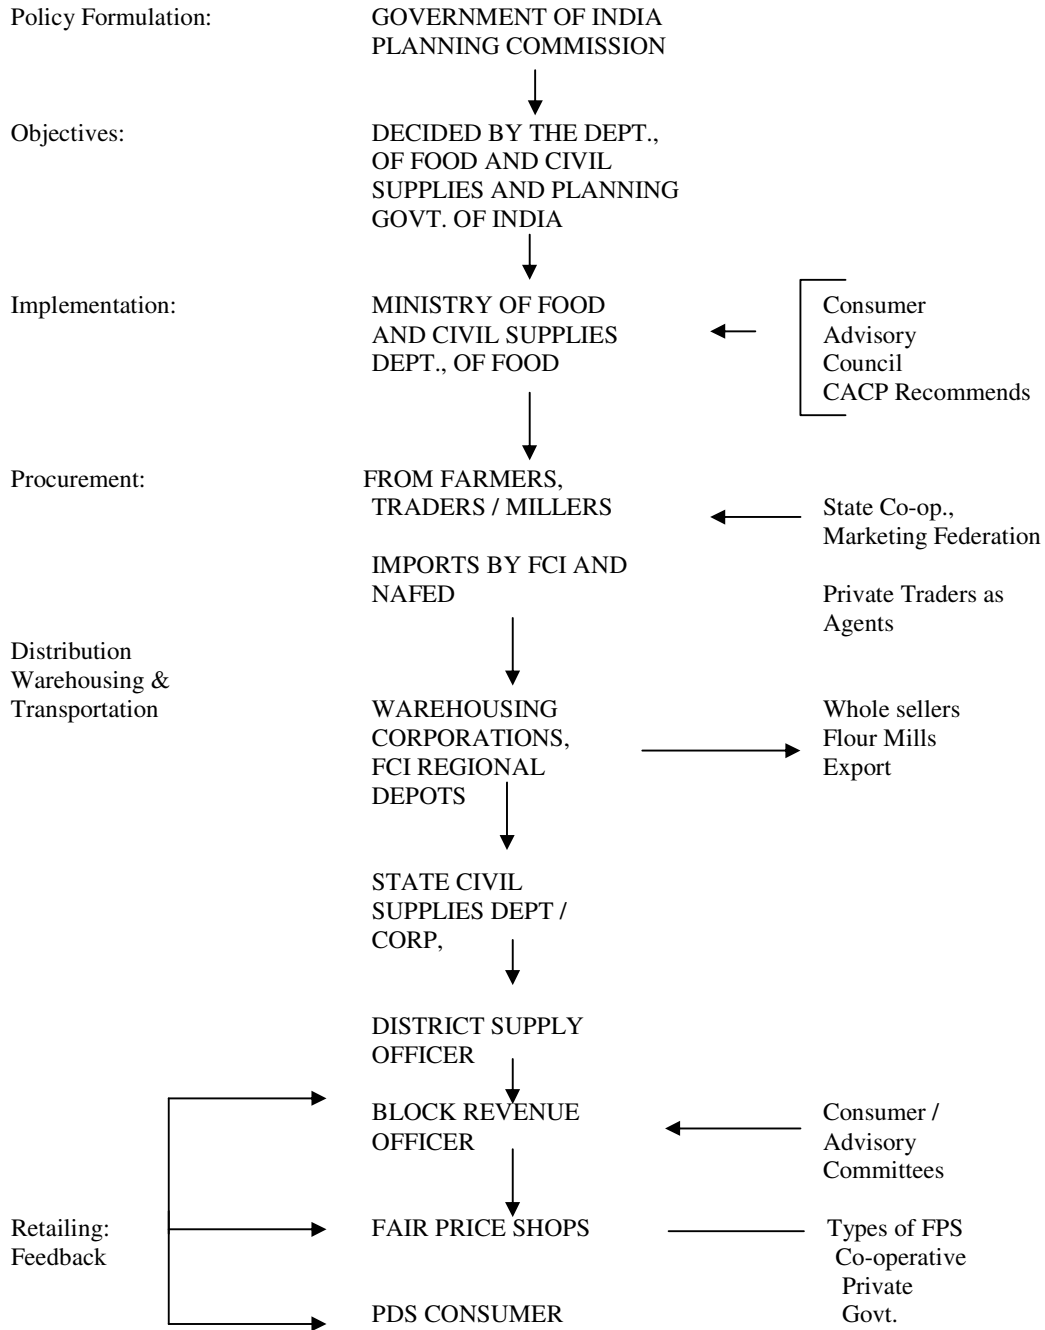 Policy Formulation:
GOVERNMENT OF INDIA
PLANNING COMMISSION
Objectives:
DECIDED BY THE DEPT.,
OF FOOD AND CIVIL
SUPPLIES AND PLANNING
GOVT. OF INDIA
Implementation:
MINISTRY OF FOOD
AND CIVIL SUPPLIES
DEPT., OF FOOD
Consumer
Advisory
Council
CACP Recommends
Procurement:
FROM FARMERS,
TRADERS / MILLERS
IMPORTS BY FCI AND
NAFED
State Co-op.,
Marketing Federation
Private Traders as
Agents
Distribution
Warehousing &
Transportation
WAREHOUSING
CORPORATIONS,
FCI REGIONAL
DEPOTS
Whole sellers
Flour Mills
Export
STATE CIVIL
SUPPLIES DEPT /
CORP,
DISTRICT SUPPLY
OFFICER
BLOCK REVENUE
OFFICER
Consumer /
Advisory
Committees
Retailing:
Feedback
FAIR PRICE SHOPS
Types of FPS
Co-operative
Private
Govt.
PDS CONSUMER